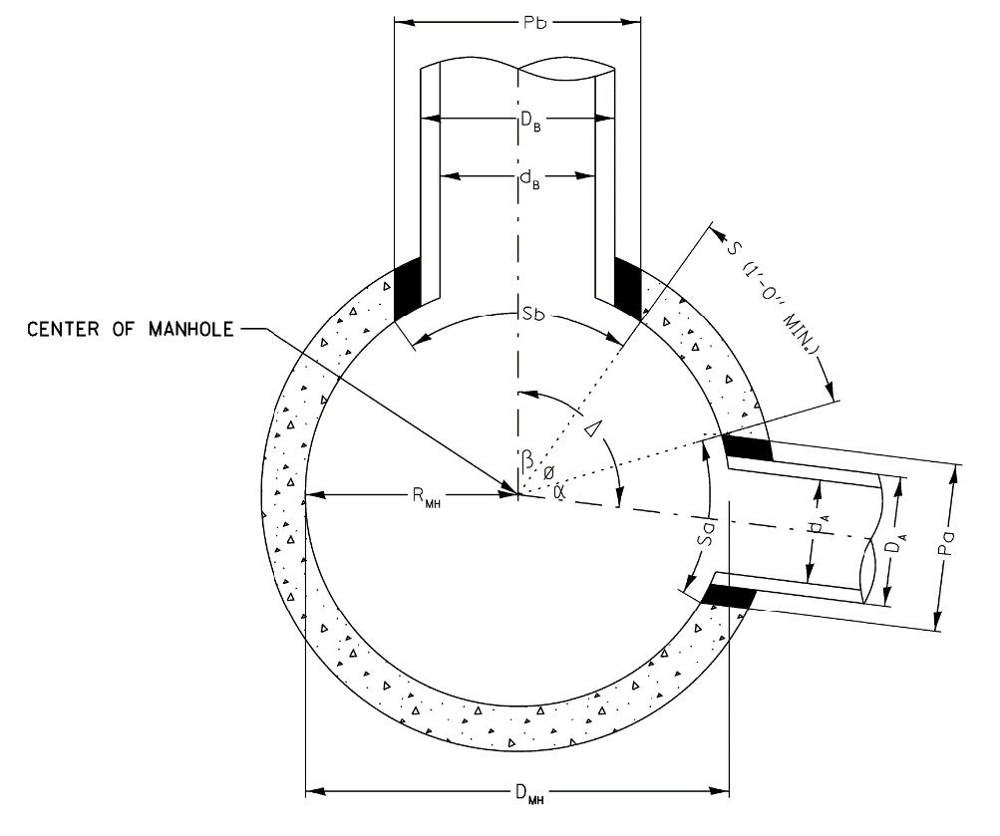 Pb
D_B
d_B
S (1'-0" MIN.)
Sb
CENTER OF MANHOLE
Δ
β
ø
α
R_MH
Sa
d_A
D_A
Pa
D_MH